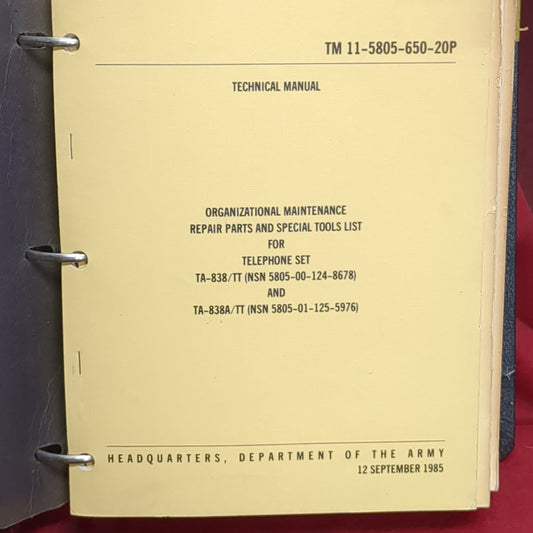 TM 11-5805-650-20P
TECHNICAL MANUAL
ORGANIZATIONAL MAINTENANCE
REPAIR PARTS AND SPECIAL TOOLS LIST
FOR
TELEPHONE SET
TA-838/TT (NSN 5805-00-124-8678)
AND
TA-838A/TT (NSN 5805-01-125-5976)
HEADQUARTERS, DEPARTMENT OF THE ARMY
12 SEPTEMBER 1985